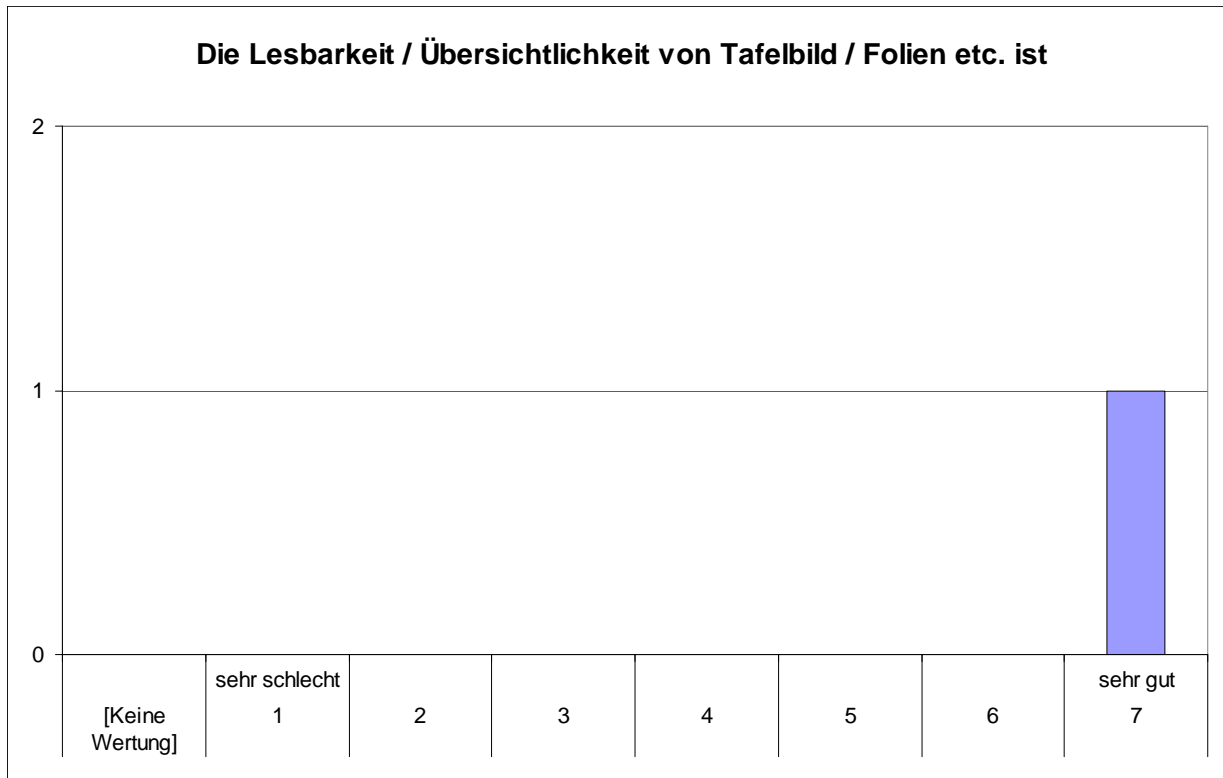 Die Lesbarkeit / Übersichtlichkeit von Tafelbild / Folien etc. ist
2
1
0
sehr schlecht sehr gut
[Keine Wertung] 1 2 3 4 5 6 7